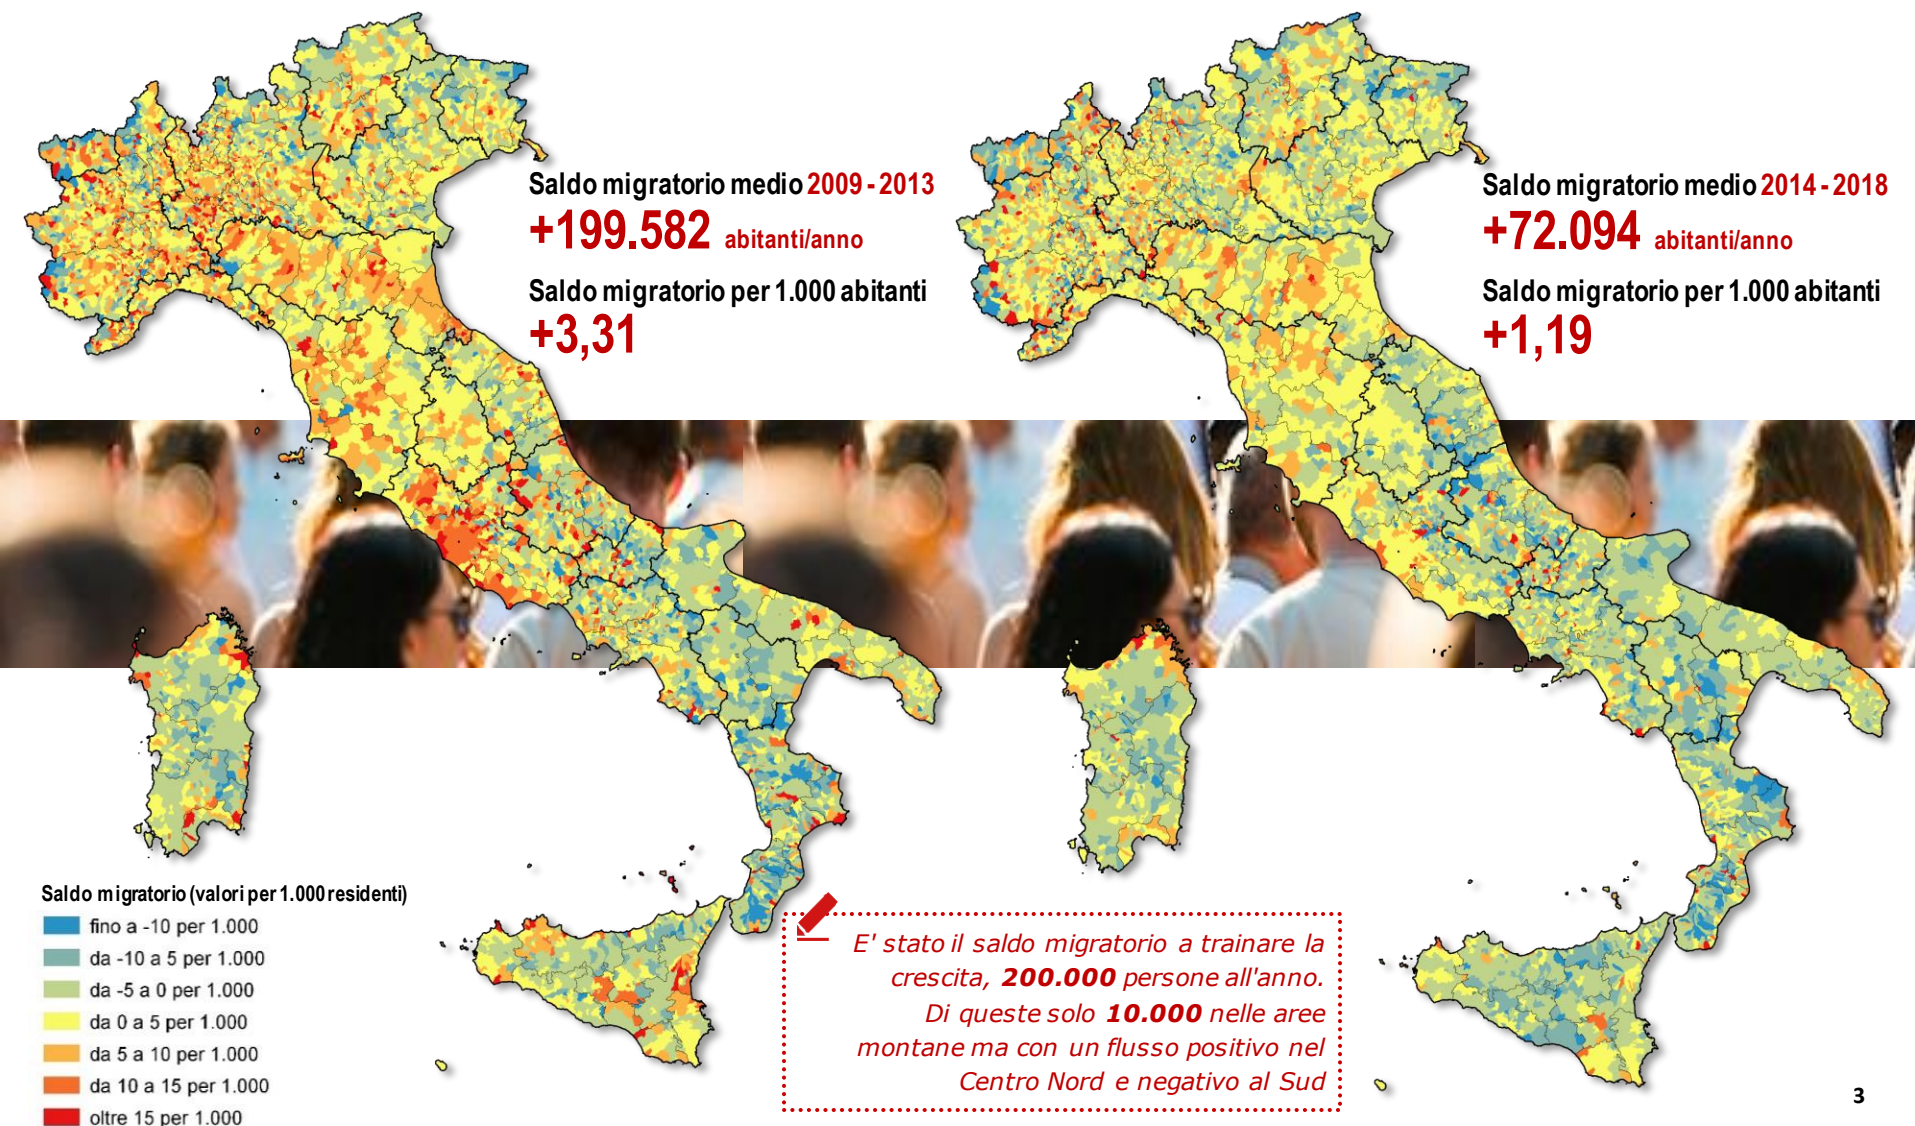 Saldo migratorio medio 2009 - 2013
+199.582 abitanti/anno
Saldo migratorio per 1.000 abitanti
+3,31
Saldo migratorio medio 2014 - 2018
+72.094 abitanti/anno
Saldo migratorio per 1.000 abitanti
+1,19
Saldo migratorio (valori per 1.000 residenti)
fino a -10 per 1.000
da -10 a 5 per 1.000
da -5 a 0 per 1.000
da 0 a 5 per 1.000
da 5 a 10 per 1.000
da 10 a 15 per 1.000
oltre 15 per 1.000
E' stato il saldo migratorio a trainare la
crescita, 200.000 persone all'anno.
Di queste solo 10.000 nelle aree
montane ma con un flusso positivo nel
Centro Nord e negativo al Sud
3